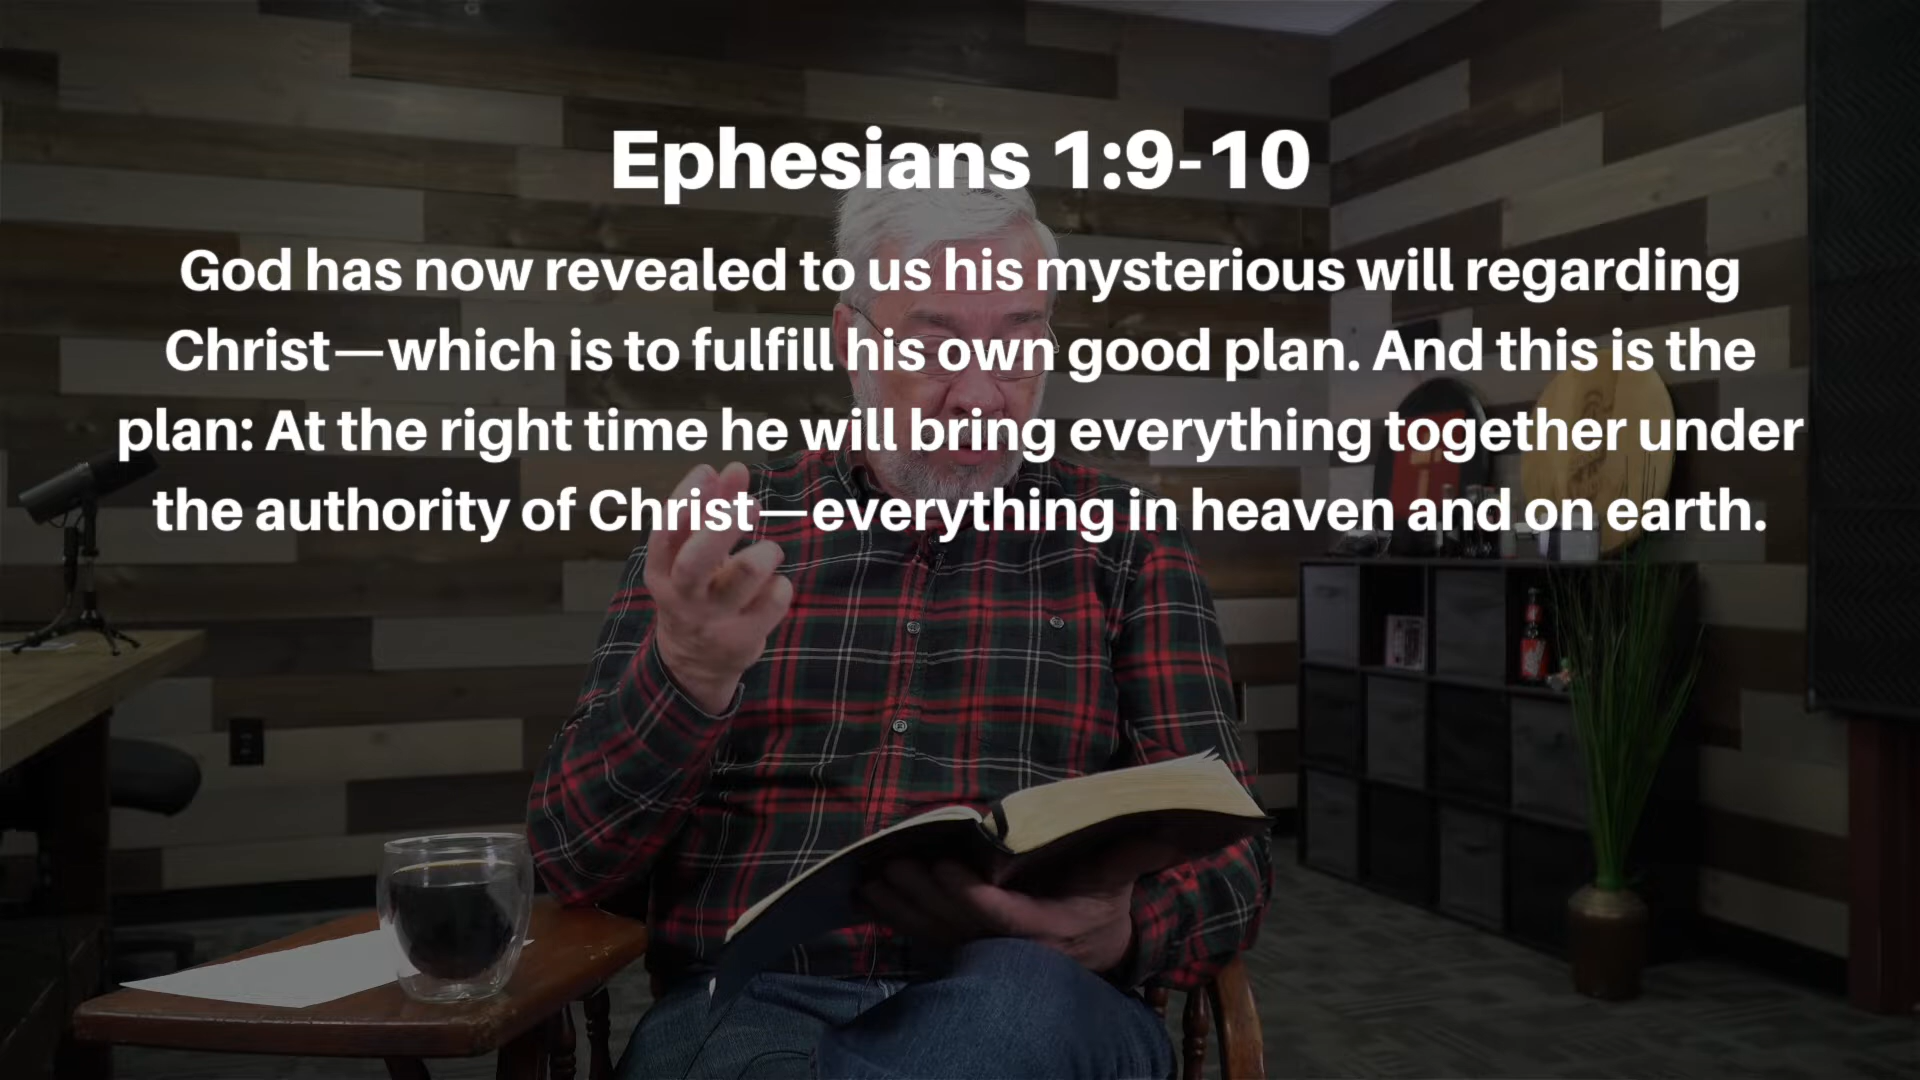 Ephesians 1:9-10
God has now revealed to us his mysterious will regarding
Christ—which is to fulfill his own good plan. And this is the
plan: At the right time he will bring everything together under
the authority of Christ—everything in heaven and on earth.